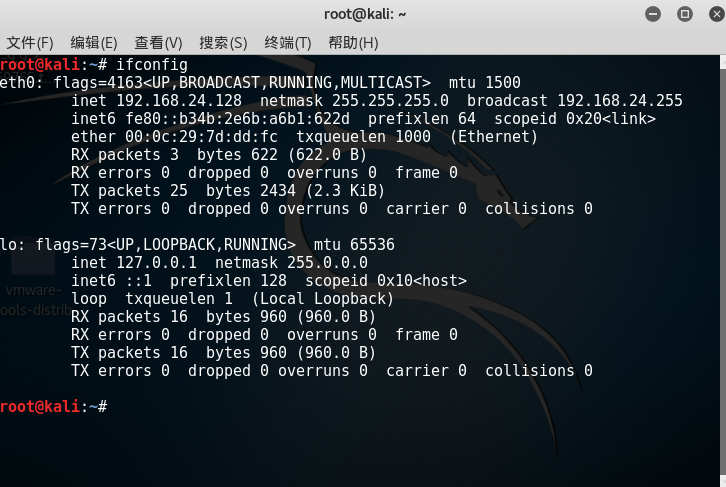 root@kali: ~
文件(F) 编辑(E) 查看(V) 搜索(S) 终端(T) 帮助(H)
root@kali:~# ifconfig
eth0: flags=4163<UP,BROADCAST,RUNNING,MULTICAST>  mtu 1500
        inet 192.168.24.128  netmask 255.255.255.0  broadcast 192.168.24.255
        inet6 fe80::b34b:2e6b:a6b1:622d  prefixlen 64  scopeid 0x20<link>
        ether 00:0c:29:7d:dd:fc  txqueuelen 1000  (Ethernet)
        RX packets 3  bytes 622 (622.0 B)
        RX errors 0  dropped 0  overruns 0  frame 0
        TX packets 25  bytes 2434 (2.3 KiB)
        TX errors 0  dropped 0 overruns 0  carrier 0  collisions 0
lo: flags=73<UP,LOOPBACK,RUNNING>  mtu 65536
        inet 127.0.0.1  netmask 255.0.0.0
        inet6 ::1  prefixlen 128  scopeid 0x10<host>
        loop  txqueuelen 1  (Local Loopback)
        RX packets 16  bytes 960 (960.0 B)
        RX errors 0  dropped 0  overruns 0  frame 0
        TX packets 16  bytes 960 (960.0 B)
        TX errors 0  dropped 0 overruns 0  carrier 0  collisions 0
root@kali:~#
vmware-
ools-distrib